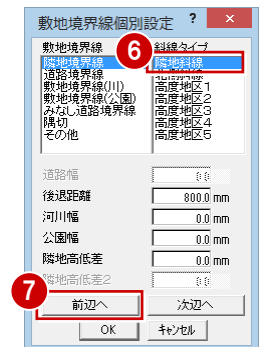 敷地境界線個別設定 ? ×
敷地境界線 斜線タイプ
6
隣地境界線 隣地斜線
道路境界線 北側斜線
敷地境界線(川) 高度地区1
敷地境界線(公園) 高度地区2
みなし道路境界線 高度地区3
隅切 高度地区4
その他 高度地区5
道路幅 0.0
後退距離 800.0 mm
河川幅 0.0 mm
公園幅 0.0 mm
隣地高低差 0.0 mm
隣地高低差2 0.0
7
前辺へ 次辺へ
OK キャンセル